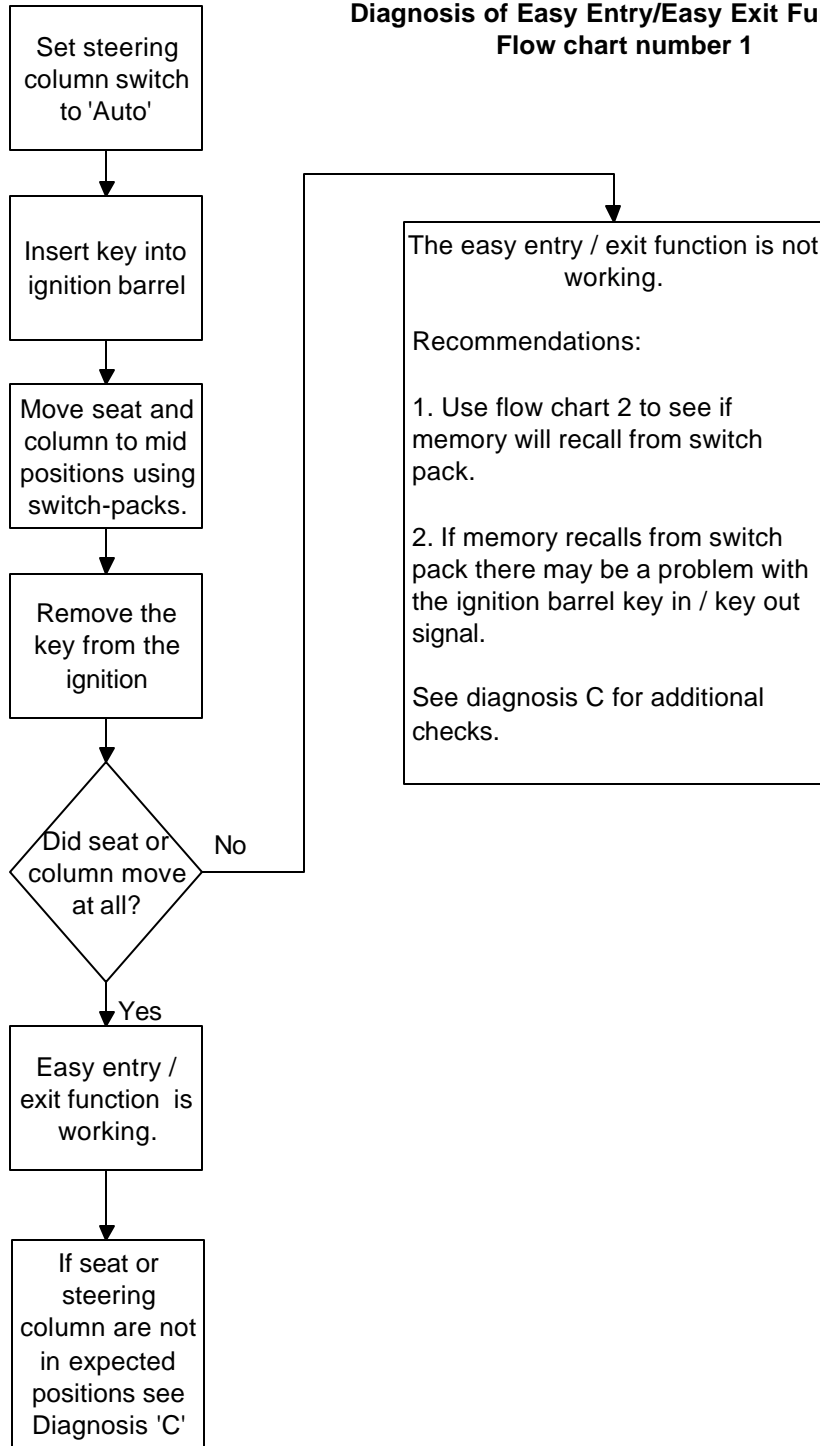 Diagnosis of Easy Entry/Easy Exit Fu
Flow chart number 1
Set steering
column switch
to 'Auto'
Insert key into
ignition barrel
Move seat and
column to mid
positions using
switch-packs.
Remove the
key from the
ignition
Did seat or
column move
at all?
No
Yes
Easy entry /
exit function is
working.
If seat or
steering
column are not
in expected
positions see
Diagnosis 'C'
The easy entry / exit function is not
working.
Recommendations:
1. Use flow chart 2 to see if
memory will recall from switch
pack.
2. If memory recalls from switch
pack there may be a problem with
the ignition barrel key in / key out
signal.
See diagnosis C for additional
checks.